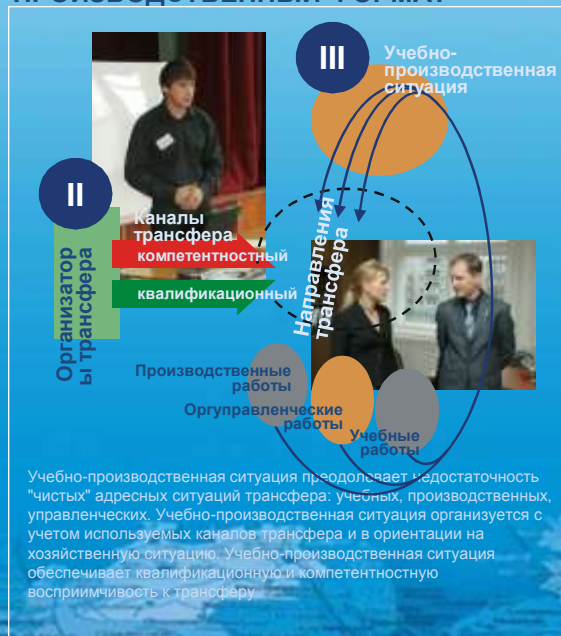 ПРОИЗВОДСТВЕННЫЙ ФОРМАТ
III
Учебно-
производственная
ситуация
II
Каналы
трансфера
компетентностный
квалификационный
Организатор
ы трансфера
Направления
трансфера
Производственные
работы
Оргуправленческие
работы
Учебные
работы
Учебно-производственная ситуация преодолевает недостаточность
"чистых" адресных ситуаций трансфера: учебных, производственных,
управленческих. Учебно-производственная ситуация организуется с
учетом используемых каналов трансфера и в ориентации на
хозяйственную ситуацию. Учебно-производственная ситуация
обеспечивает квалификационную и компетентностную
восприимчивость к трансферу